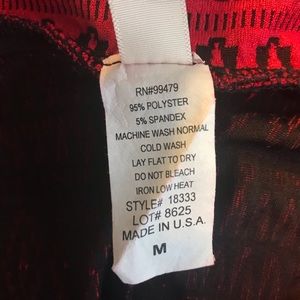 RN#99479
95% POLYSTER
5% SPANDEX
MACHINE WASH NORMAL
COLD WASH
LAY FLAT TO DRY
DO NOT BLEACH
IRON LOW HEAT
STYLE# 18333
LOT# 8625
MADE IN U.S.A.
M